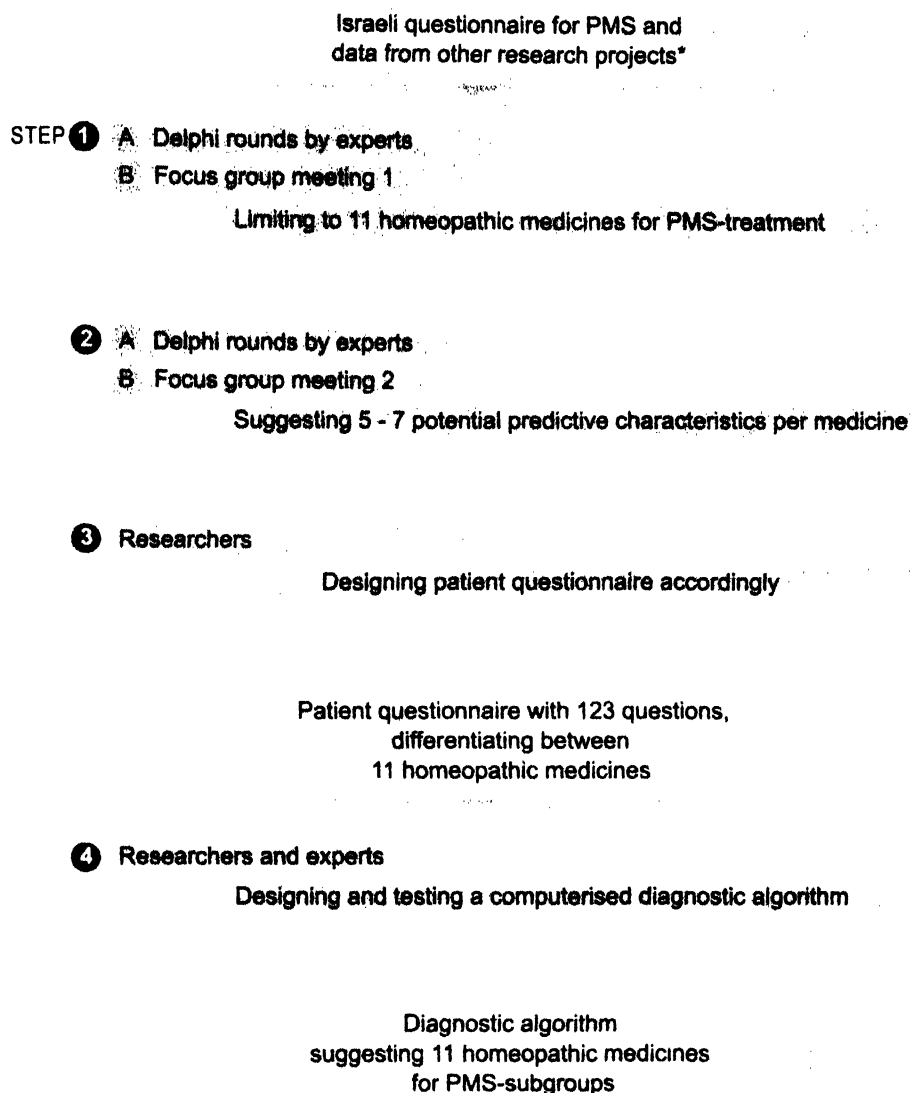 Israeli questionnaire for PMS and
data from other research projects*
STEP 1 A Delphi rounds by experts
B Focus group meeting 1
Limiting to 11 homeopathic medicines for PMS-treatment
2 A Delphi rounds by experts
B Focus group meeting 2
Suggesting 5 - 7 potential predictive characteristics per medicine
3 Researchers
Designing patient questionnaire accordingly
Patient questionnaire with 123 questions,
differentiating between
11 homeopathic medicines
4 Researchers and experts
Designing and testing a computerised diagnostic algorithm
Diagnostic algorithm
suggesting 11 homeopathic medicines
for PMS-subgroups